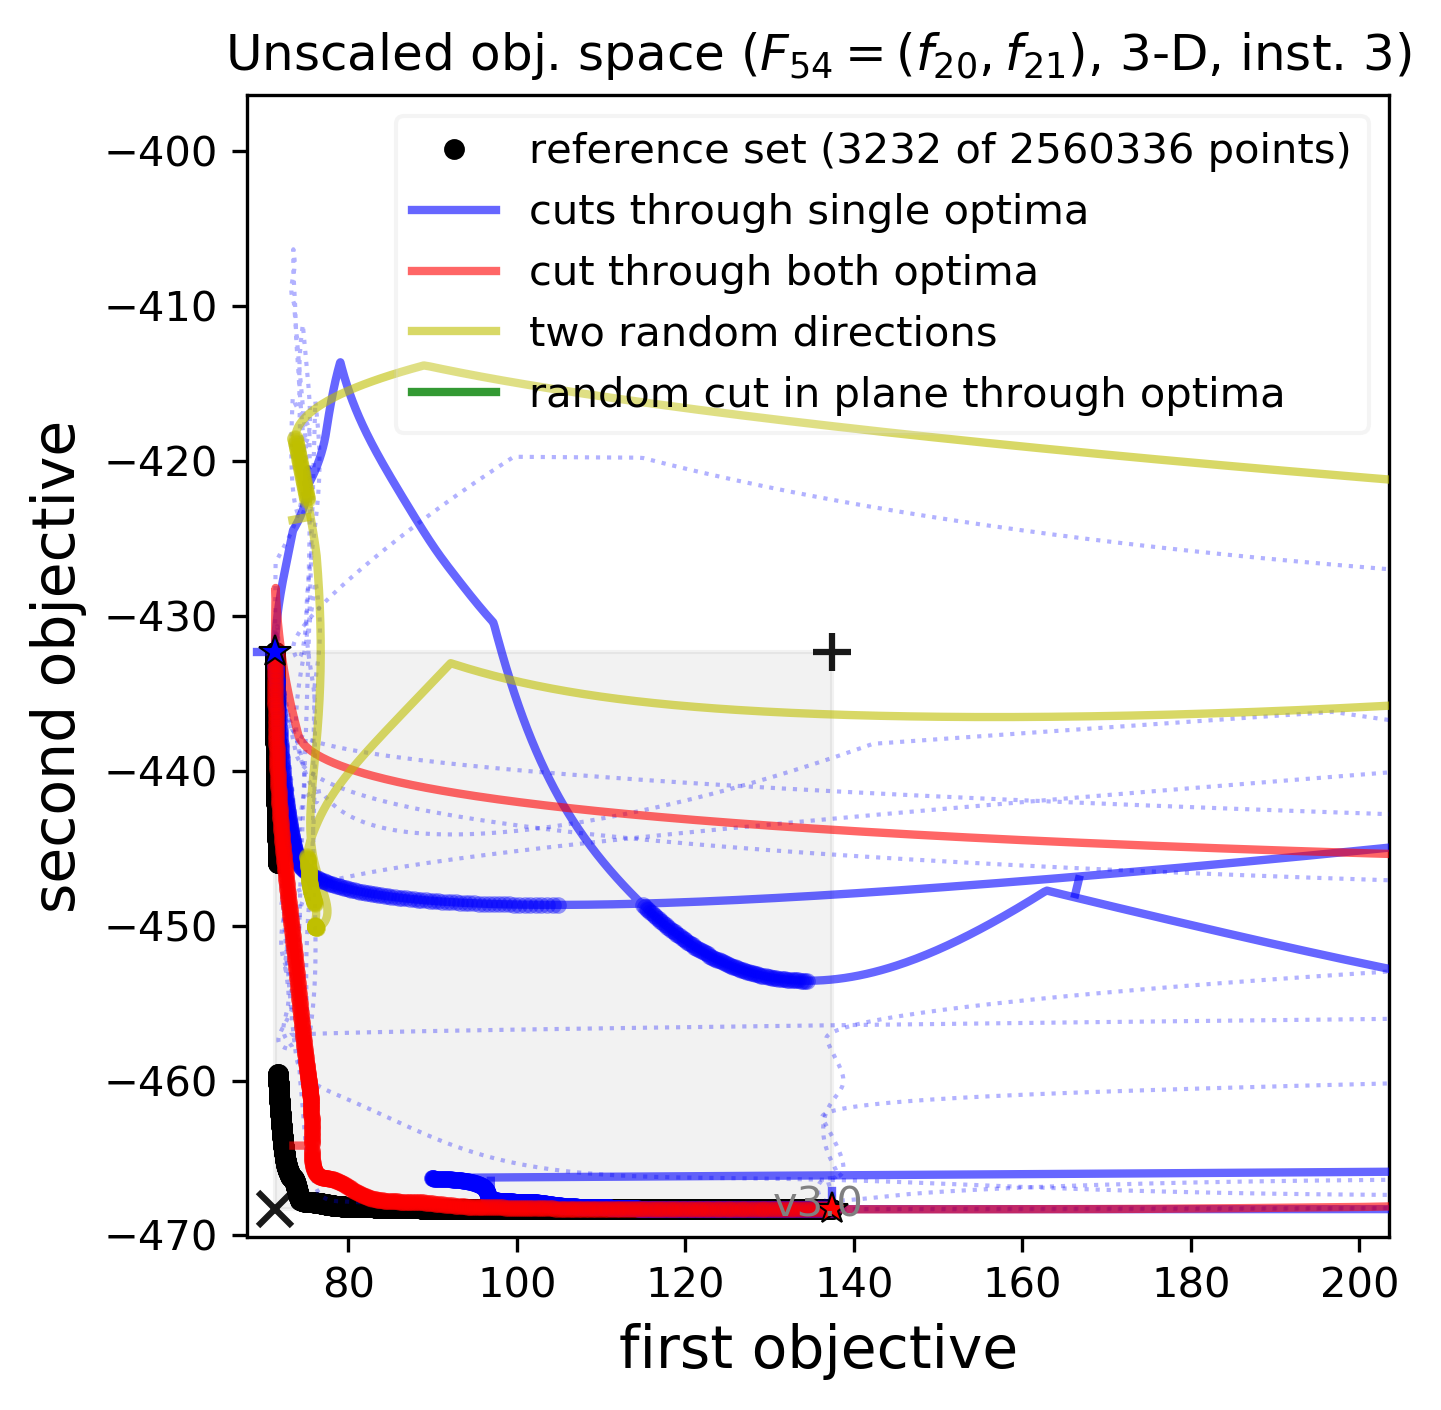 Unscaled obj. space (F54 = (f20, f21), 3-D, inst. 3)
reference set (3232 of 2560336 points)
cuts through single optima
cut through both optima
two random directions
random cut in plane through optima
−400
−410
−420
−430
−440
−450
−460
−470
second objective
v3.0
80 100 120 140 160 180 200
first objective